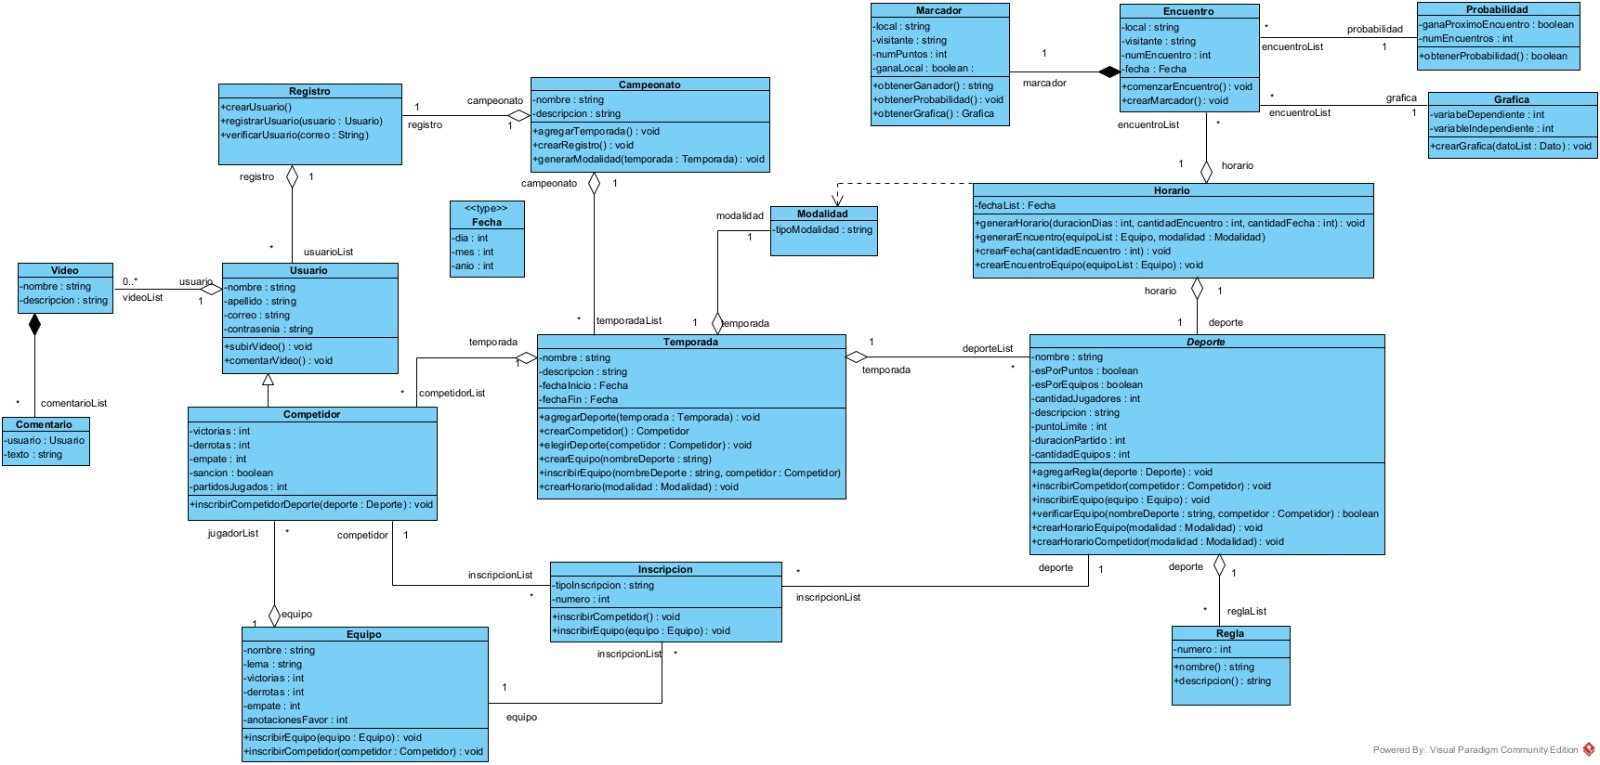 Marcador
-local : string
-visitante : string
-numPuntos : int
-ganaLocal : boolean :
+obtenerGanador() : string
+obtenerProbabilidad() : void
+obtenerGrafica() : Grafica
1
marcador
Encuentro
-local : string
-visitante : string
-numEncuentro : int
-fecha : Fecha
+comenzarEncuentro() : void
+crearMarcador() : void
*
encuentroList
probabilidad
1
Probabilidad
-ganaProximoEncuentro : boolean
-numEncuentros : int
+obtenerProbabilidad() : boolean
*
encuentroList
grafica
1
Grafica
-variabeDependiente : int
-variableIndependiente : int
+crearGrafica(datoList : Dato) : void
encuentroList
*
1
horario
Registro
+crearUsuario()
+registrarUsuario(usuario : Usuario)
+verificarUsuario(correo : String)
1
registro
campeonato
1
Campeonato
-nombre : string
-descripcion : string
+agregarTemporada() : void
+crearRegistro() : void
+generarModalidad(temporada : Temporada) : void
registro
1
*
usuarioList
campeonato
1
*
temporadaList
<<type>>
Fecha
-dia : int
-mes : int
-anio : int
modalidad
1
Modalidad
-tipoModalidad : string
1
temporada
Horario
-fechaList : Fecha
+generarHorario(duracionDias : int, cantidadEncuentro : int, cantidadFecha : int) : void
+generarEncuentro(equipoList : Equipo, modalidad : Modalidad)
+crearFecha(cantidadEncuentro : int) : void
+crearEncuentroEquipo(equipoList : Equipo) : void
horario
1
1
deporte
Video
-nombre : string
-descripcion : string
0..*
videoList
usuario
1
Usuario
-nombre : string
-apellido : string
-correo : string
-contrasenia : string
+subirVideo() : void
+comentarVideo() : void
*
comentarioList
Comentario
-usuario : Usuario
-texto : string
temporada
1
*
competidorList
Temporada
-nombre : string
-descripcion : string
-fechaInicio : Fecha
-fechaFin : Fecha
+agregarDeporte(temporada : Temporada) : void
+crearCompetidor() : Competidor
+elegirDeporte(competidor : Competidor) : void
+crearEquipo(nombreDeporte : string)
+inscribirEquipo(nombreDeporte : string, competidor : Competidor)
+crearHorario(modalidad : Modalidad) : void
1
temporada
deporteList
*
Deporte
-nombre : string
-esPorPuntos : boolean
-esPorEquipos : boolean
-cantidadJugadores : int
-descripcion : string
-puntoLimite : int
-duracionPartido : int
-cantidadEquipos : int
+agregarRegla(deporte : Deporte) : void
+inscribirCompetidor(competidor : Competidor) : void
+inscribirEquipo(equipo : Equipo) : void
+verificarEquipo(nombreDeporte : string, competidor : Competidor) : boolean
+crearHorarioEquipo(modalidad : Modalidad) : void
+crearHorarioCompetidor(modalidad : Modalidad) : void
Competidor
-victorias : int
-derrotas : int
-empate : int
-sancion : boolean
-partidosJugados : int
+inscribirCompetidorDeporte(deporte : Deporte) : void
jugadorList
*
competidor
1
1
equipo
inscripcionList
*
Inscripcion
-tipoInscripcion : string
-numero : int
+inscribirCompetidor() : void
+inscribirEquipo(equipo : Equipo) : void
*
inscripcionList
deporte
1
deporte
1
*
reglaList
Regla
-numero : int
+nombre() : string
+descripcion() : string
inscripcionList
*
1
equipo
Equipo
-nombre : string
-lema : string
-victorias : int
-derrotas : int
-empate : int
-anotacionesFavor : int
+inscribirEquipo(equipo : Equipo) : void
+inscribirCompetidor(competidor : Competidor) : void
Powered By Visual Paradigm Community Edition